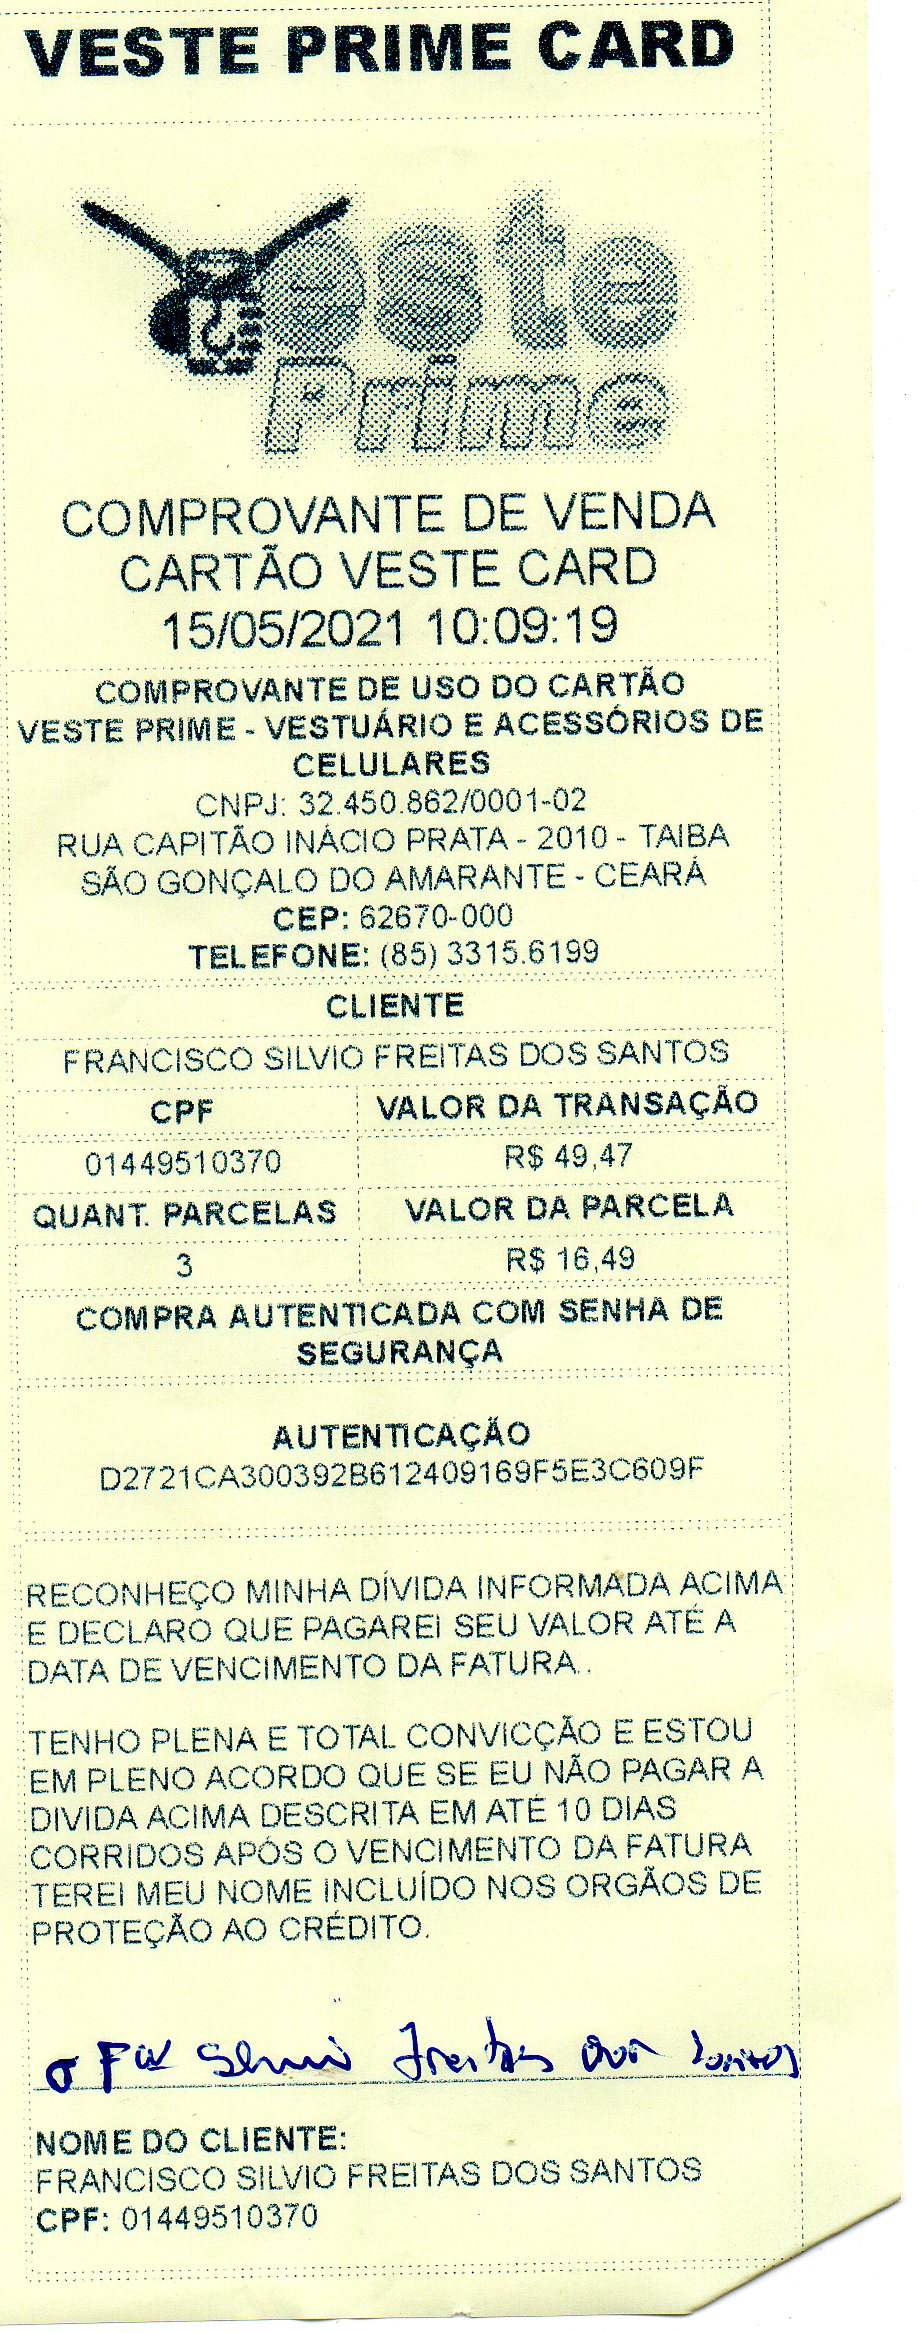 VESTE PRIME CARD
este
Prime
COMPROVANTE DE VENDA
CARTÃO VESTE CARD
15/05/2021 10:09:19
COMPROVANTE DE USO DO CARTÃO
VESTE PRIME - VESTUÁRIO E ACESSÓRIOS DE
CELULARES
CNPJ: 32.450.862/0001-02
RUA CAPITÃO INÁCIO PRATA - 2010 - TAIBA
SÃO GONÇALO DO AMARANTE - CEARÁ
CEP: 62670-000
TELEFONE: (85) 3315.6199
CLIENTE
FRANCISCO SILVIO FREITAS DOS SANTOS
CPF VALOR DA TRANSAÇÃO
01449510370 R$ 49,47
QUANT. PARCELAS VALOR DA PARCELA
3 R$ 16,49
COMPRA AUTENTICADA COM SENHA DE
SEGURANÇA
AUTENTICAÇÃO
D2721CA300392B612409169F5E3C609F
RECONHEÇO MINHA DÍVIDA INFORMADA ACIMA
E DECLARO QUE PAGAREI SEU VALOR ATÉ A
DATA DE VENCIMENTO DA FATURA.
TENHO PLENA E TOTAL CONVICÇÃO E ESTOU
EM PLENO ACORDO QUE SE EU NÃO PAGAR A
DIVIDA ACIMA DESCRITA EM ATÉ 10 DIAS
CORRIDOS APÓS O VENCIMENTO DA FATURA
TEREI MEU NOME INCLUÍDO NOS ORGÃOS DE
PROTEÇÃO AO CRÉDITO.
Freitas
NOME DO CLIENTE:
FRANCISCO SILVIO FREITAS DOS SANTOS
CPF: 01449510370